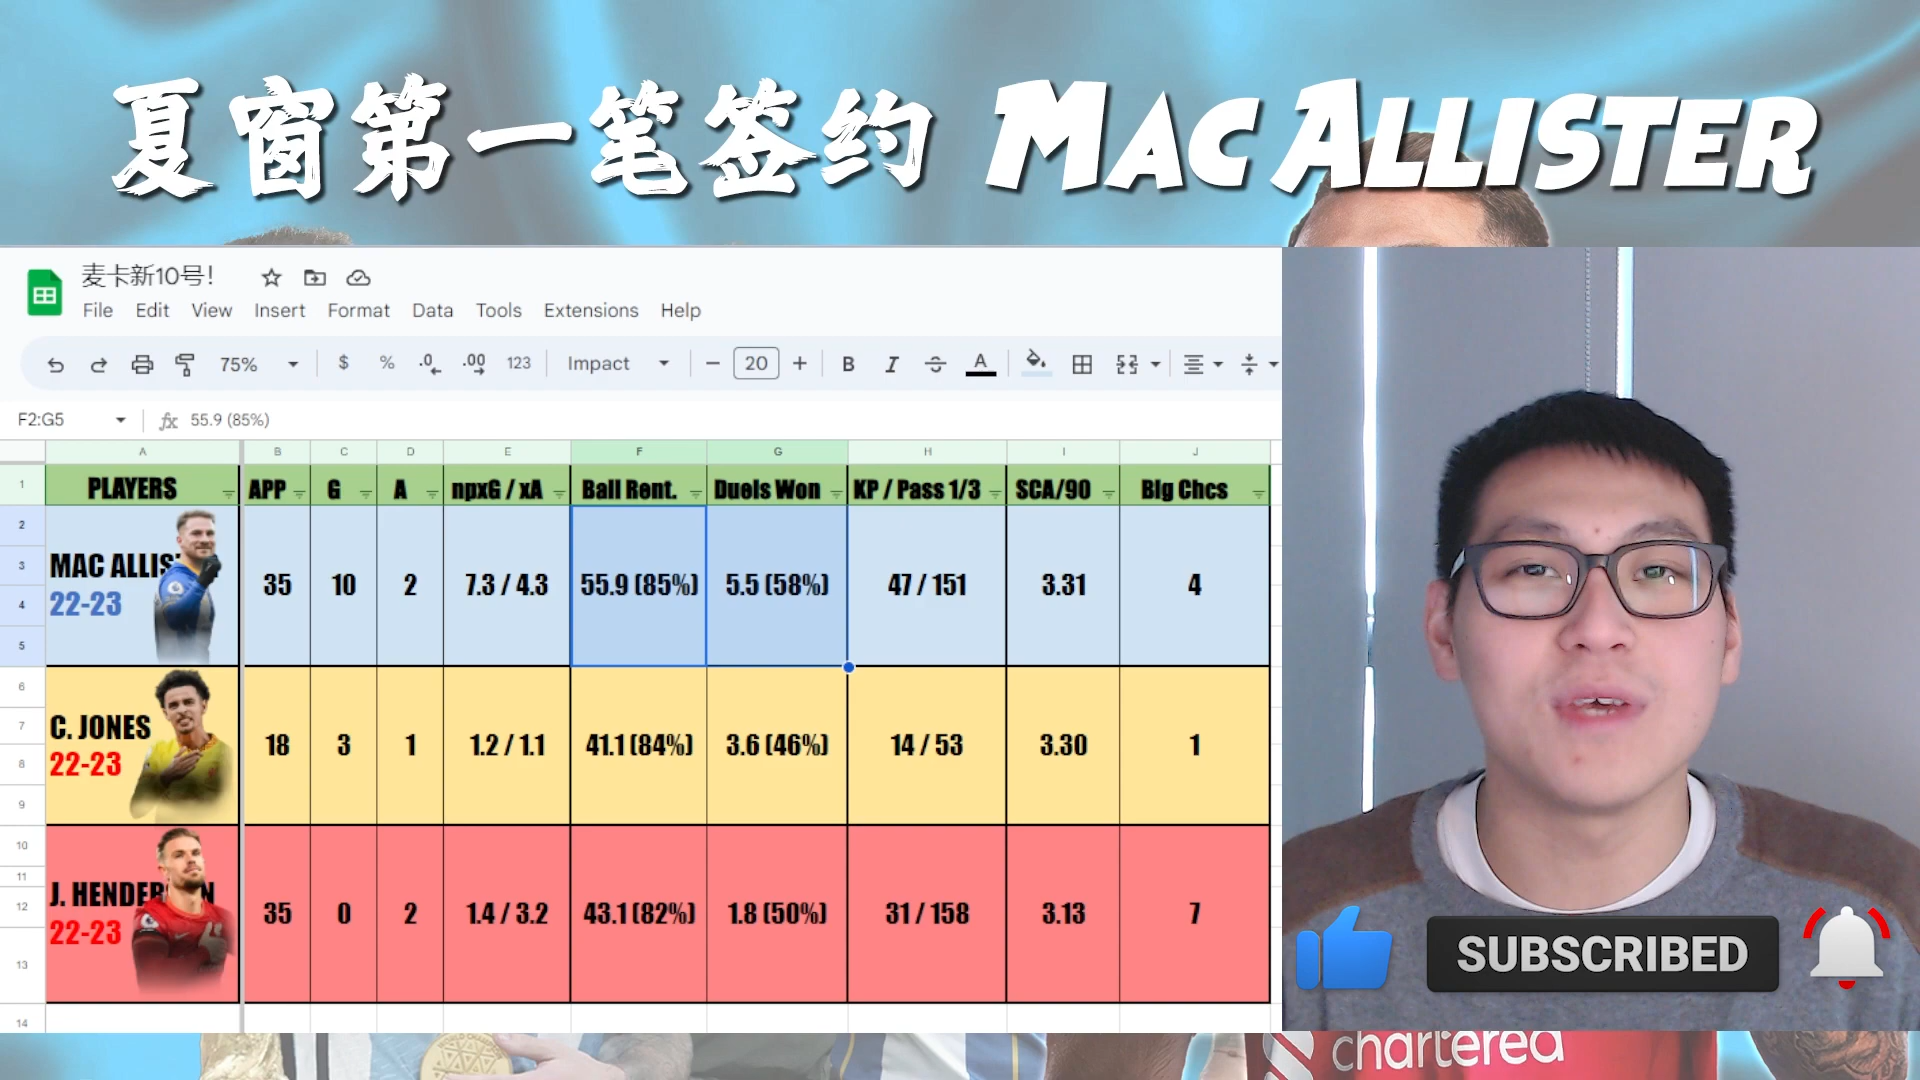 夏窗第一笔签约 MAC ALLISTER
麦卡新10号!
File Edit View Insert Format Data Tools Extensions Help
75% $ % .0 .00 123 Impact 20 B I S A
F2:G5 fx 55.9 (85%)
A B C D E F G H I J
1 PLAYERS APP G A npxG / xA Ball Rent. Duels Won KP / Pass 1/3 SCA/90 Big Chcs
2
3 MAC ALLIS
4 22-23 35 10 2 7.3 / 4.3 55.9 (85%) 5.5 (58%) 47 / 151 3.31 4
5
6
7 C. JONES
8 22-23 18 3 1 1.2 / 1.1 41.1 (84%) 3.6 (46%) 14 / 53 3.30 1
9
10
11
12 J. HENDER N
22-23 35 0 2 1.4 / 3.2 43.1 (82%) 1.8 (50%) 31 / 158 3.13 7
13
14
SUBSCRIBED
chartered